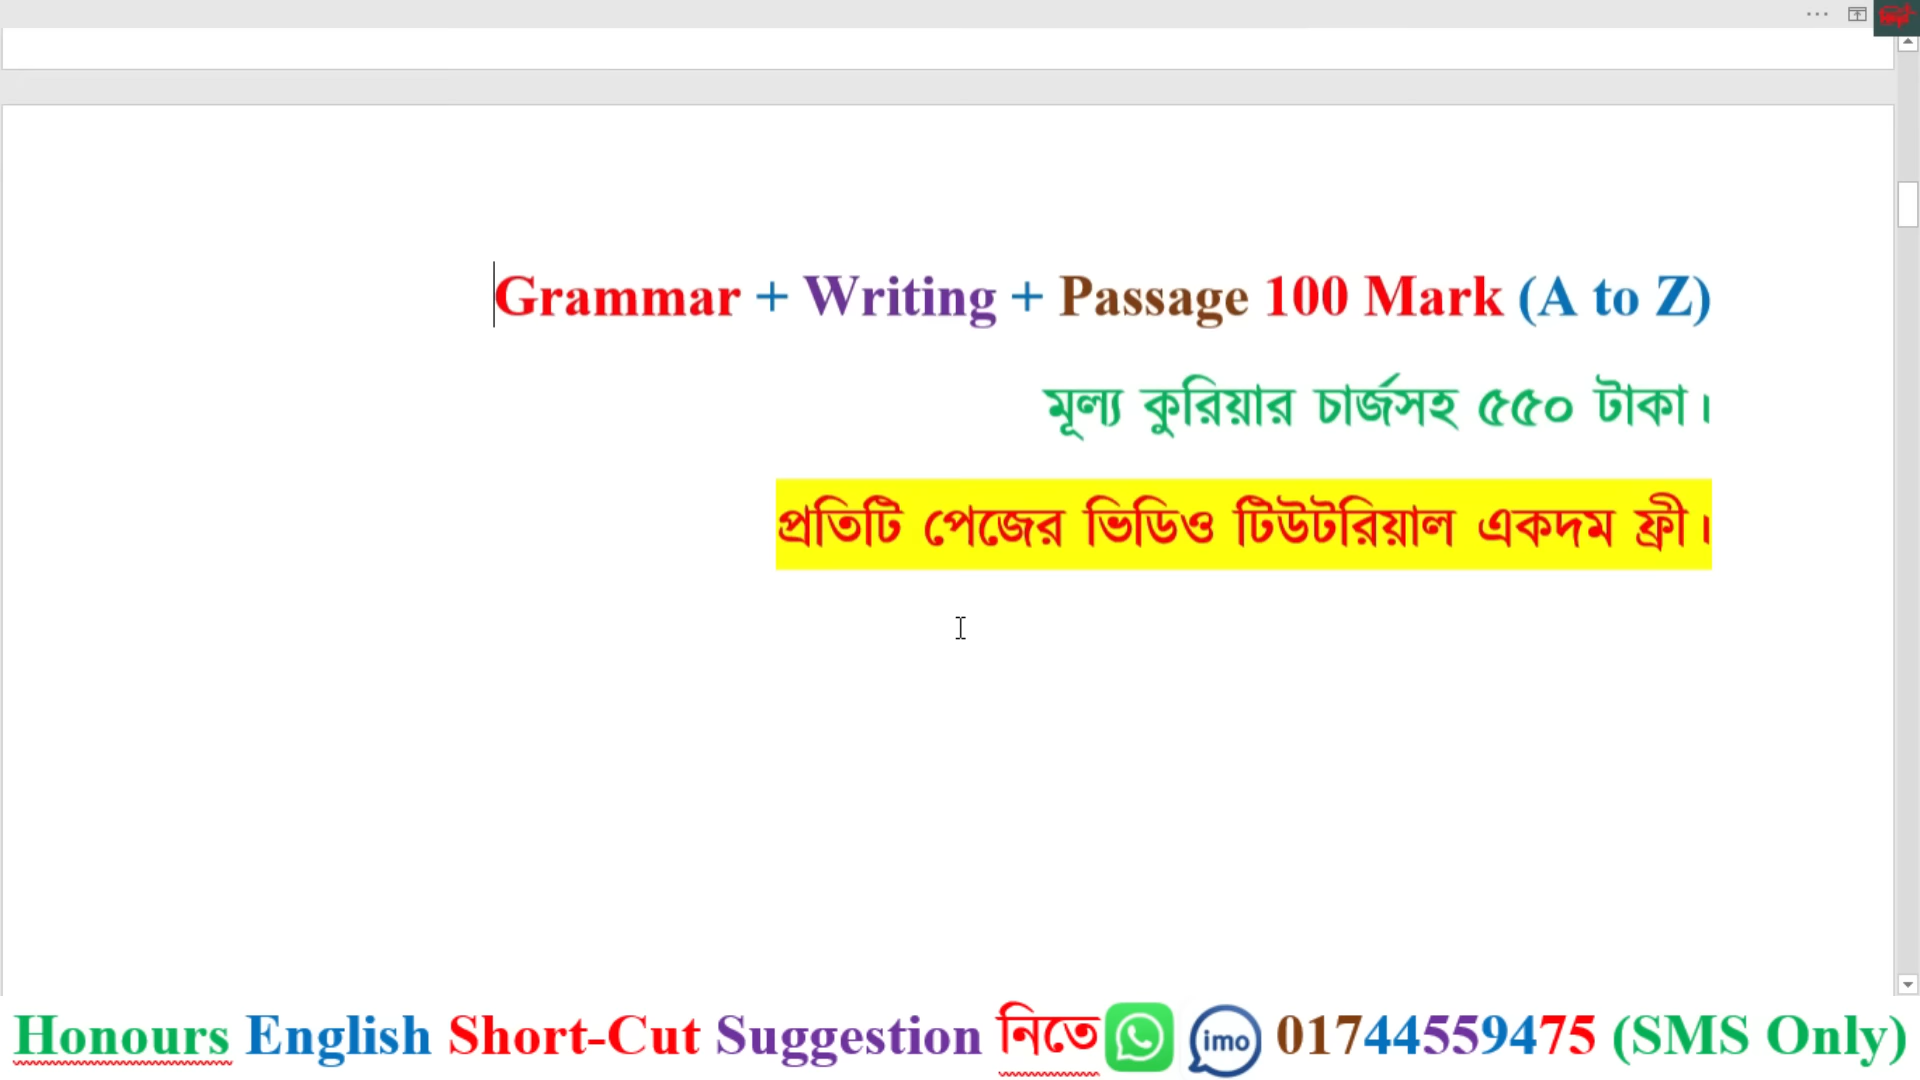 Grammar + Writing + Passage 100 Mark (A to Z)
মূল্য কুরিয়ার চার্জসহ ৫৫০ টাকা।
প্রতিটি পেজের ভিডিও টিউটরিয়াল একদম ফ্রী।
Honours English Short-Cut Suggestion নিতে imo 01744559475 (SMS Only)